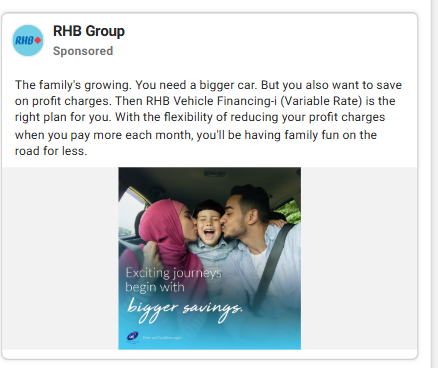 RHB Group
RHB
Sponsored
The family's growing. You need a bigger car. But you also want to save
on profit charges. Then RHB Vehicle Financing-i (Variable Rate) is the
right plan for you. With the flexibility of reducing your profit charges
when you pay more each month, you'll be having family fun on the
road for less.
Exciting journeys
begin with
bigger savings.